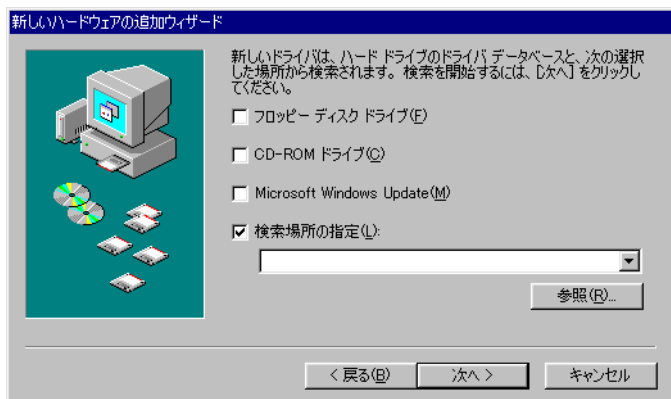 新しいハードウェアの追加ウィザード
新しいドライバは、ハード ドライブのドライバ データベースと、次の選択
した場所から検索されます。検索を開始するには、[次へ] をクリックし
てください。
フロッピー ディスク ドライブ(F)
CD-ROM ドライブ(C)
Microsoft Windows Update(M)
検索場所の指定(L):
参照(R)...
< 戻る(B)
次へ >
キャンセル